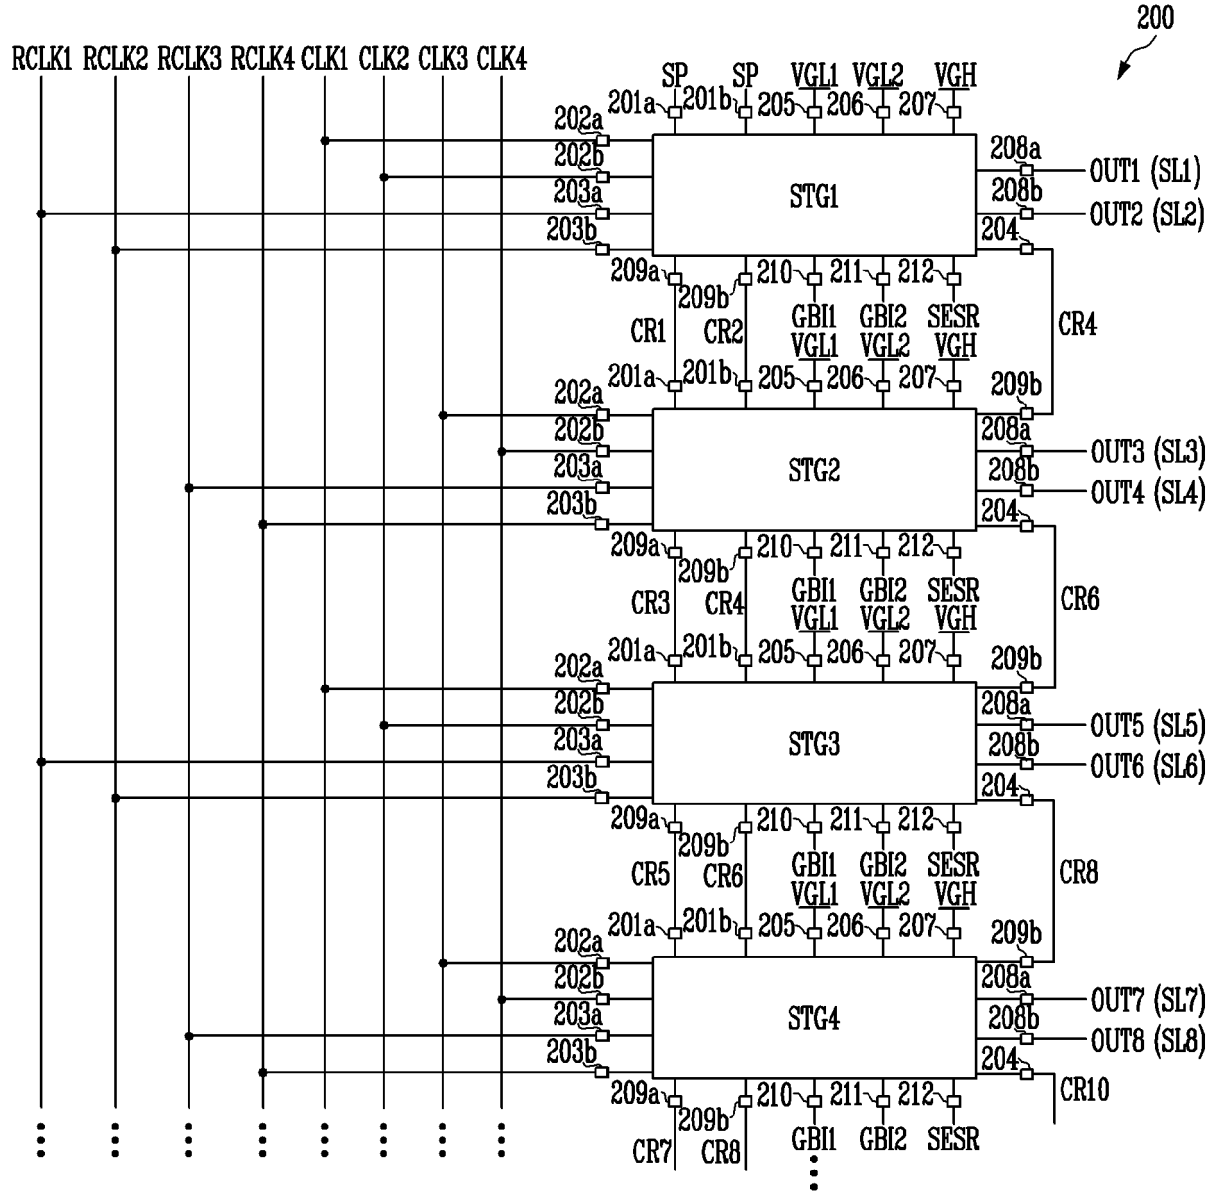 200
RCLK1 RCLK2 RCLK3 RCLK4 CLK1 CLK2 CLK3 CLK4
SP SP VGL1 VGL2 VGH
201a 201b 205 206 207
202a
202b
203a
203b
STG1
208a OUT1 (SL1)
208b OUT2 (SL2)
204
209a 209b 210 211 212
CR1 CR2 GBI1 GBI2 SESR CR4
VGL1 VGL2 VGH
201a 201b 205 206 207
202a
202b
203a
203b
STG2
209b
208a OUT3 (SL3)
208b OUT4 (SL4)
204
209a 209b 210 211 212
CR3 CR4 GBI1 GBI2 SESR CR6
VGL1 VGL2 VGH
201a 201b 205 206 207
202a
202b
203a
203b
STG3
209b
208a OUT5 (SL5)
208b OUT6 (SL6)
204
209a 209b 210 211 212
CR5 CR6 GBI1 GBI2 SESR CR8
VGL1 VGL2 VGH
201a 201b 205 206 207
202a
202b
203a
203b
STG4
209b
208a OUT7 (SL7)
208b OUT8 (SL8)
204
CR10
209a 209b 210 211 212
CR7 CR8 GBI1 GBI2 SESR